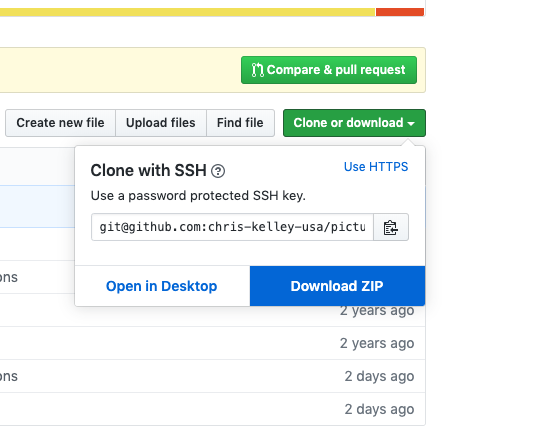 Compare & pull request
Create new file Upload files Find file Clone or download
Clone with SSH Use HTTPS
Use a password protected SSH key.
git@github.com:chris-kelley-usa/pictu
Open in Desktop Download ZIP
ons
2 years ago
2 years ago
ons 2 days ago
2 days ago